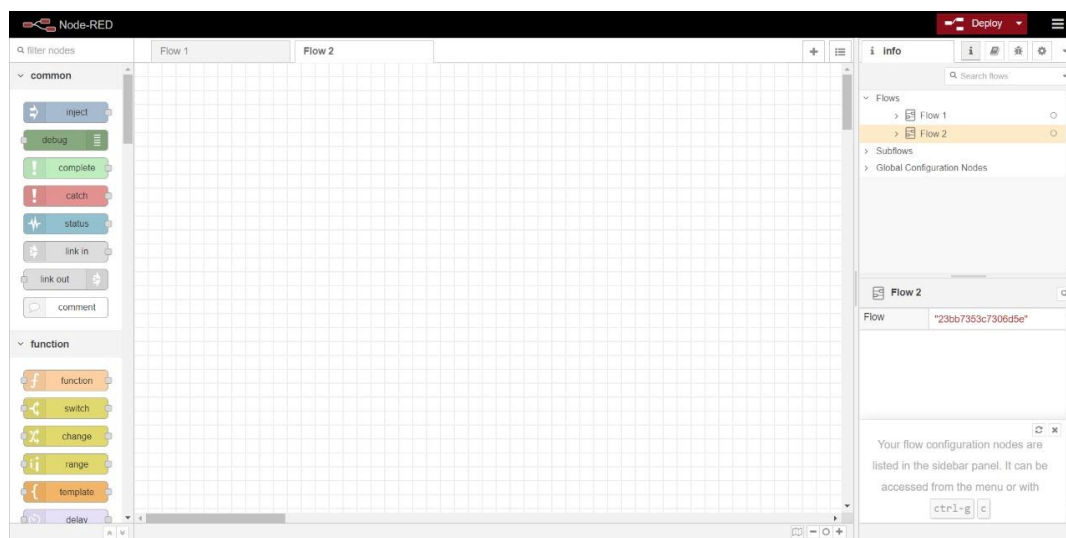 Node-RED
Deploy
filter nodes
Flow 1
Flow 2
info
common
inject
debug
complete
catch
status
link in
link out
comment
function
function
switch
change
range
template
delay
Search flows
Flows
Flow 1
Flow 2
Subflows
Global Configuration Nodes
Flow 2
Flow "23bb7353c7306d5e"
Your flow configuration nodes are
listed in the sidebar panel. It can be
accessed from the menu or with
ctrl-g c